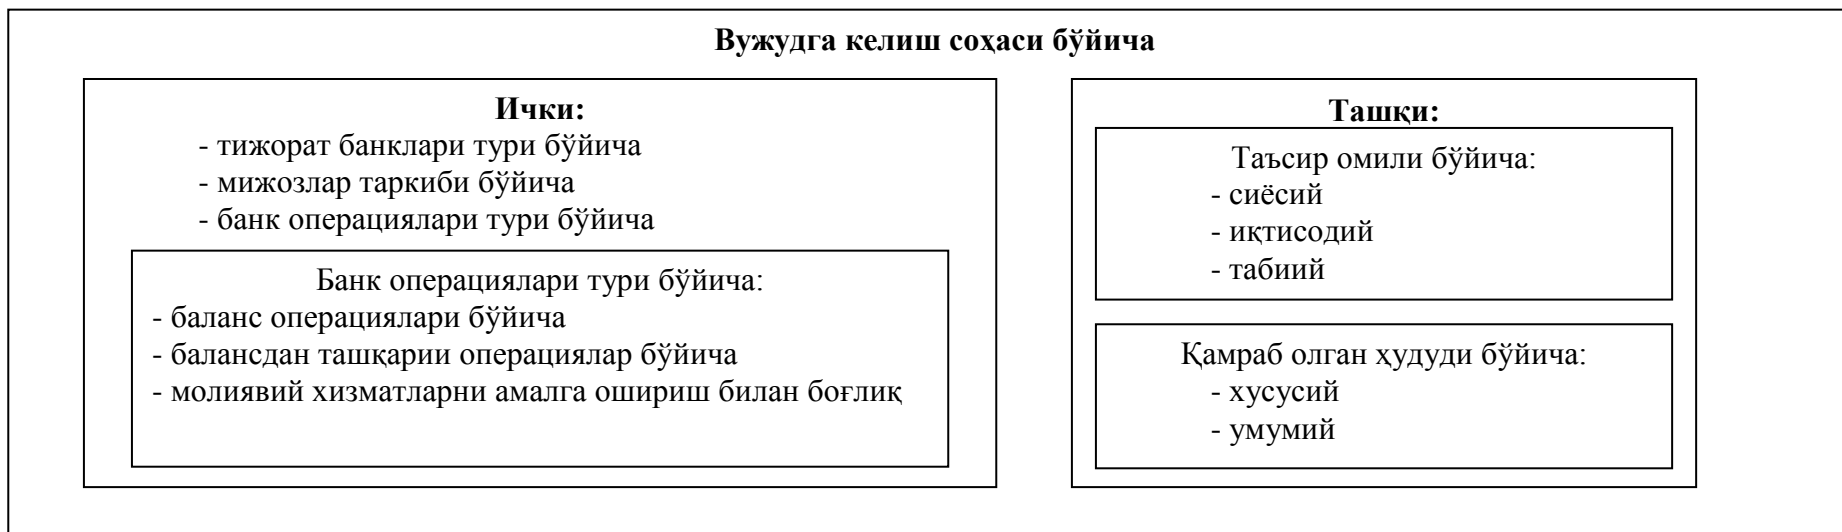 Вужудга келиш соҳаси бўйича
Ички:
- тижорат банклари тури бўйича
- мижозлар таркиби бўйича
- банк операциялари тури бўйича
Банк операциялари тури бўйича:
- баланс операциялари бўйича
- балансдан ташқарии операциялар бўйича
- молиявий хизматларни амалга ошириш билан боғлиқ
Ташқи:
Таъсир омили бўйича:
- сиёсий
- иқтисодий
- табиий
Қамраб олган ҳудуди бўйича:
- хусусий
- умумий